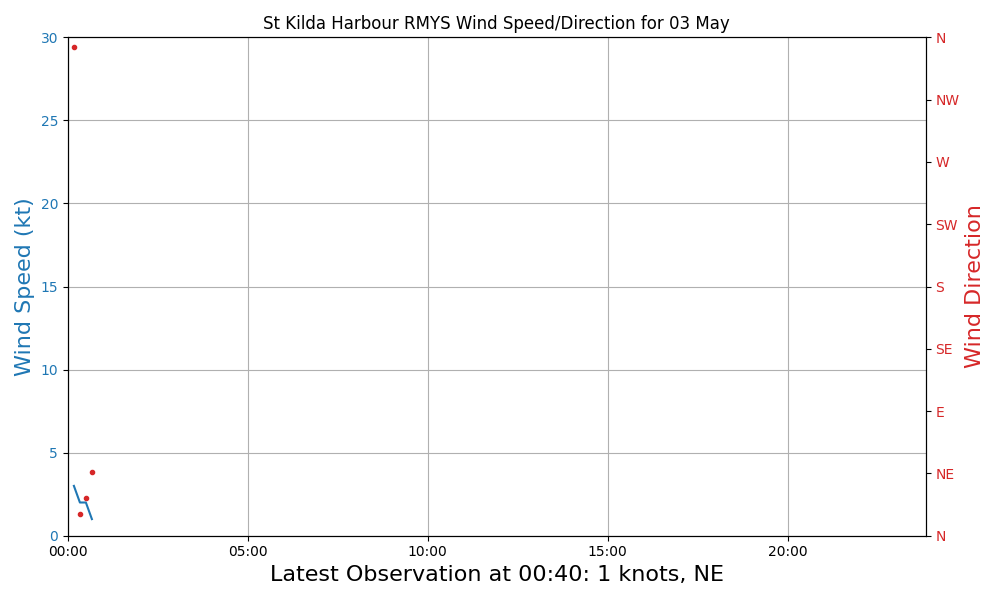 St Kilda Harbour RMYS Wind Speed/Direction for 03 May
30
25
20
15
10
5
0
Wind Speed (kt)
N
NW
W
SW
S
SE
E
NE
N
Wind Direction
00:00 05:00 10:00 15:00 20:00
Latest Observation at 00:40: 1 knots, NE